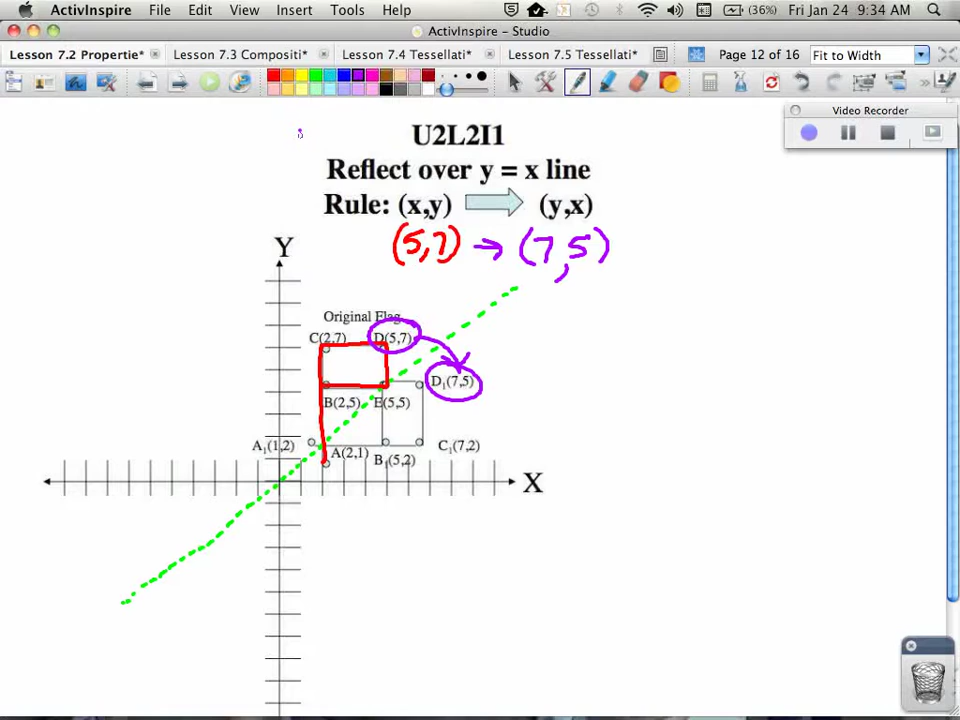 ActivInspire File Edit View Insert Tools Help (36%) Fri Jan 24 9:34 AM
ActivInspire - Studio
Lesson 7.2 Propertie* Lesson 7.3 Compositi* Lesson 7.4 Tessellati* Lesson 7.5 Tessellati* Page 12 of 16 Fit to Width
Video Recorder
U2L2I1
Reflect over y = x line
Rule: (x,y) (y,x)
(5,7) → (7,5)
Y
Original Flag
C(2,7) D(5,7)
D₁(7,5)
B(2,5) E(5,5)
A₁(1,2) A(2,1) B₁(5,2) C₁(7,2)
X